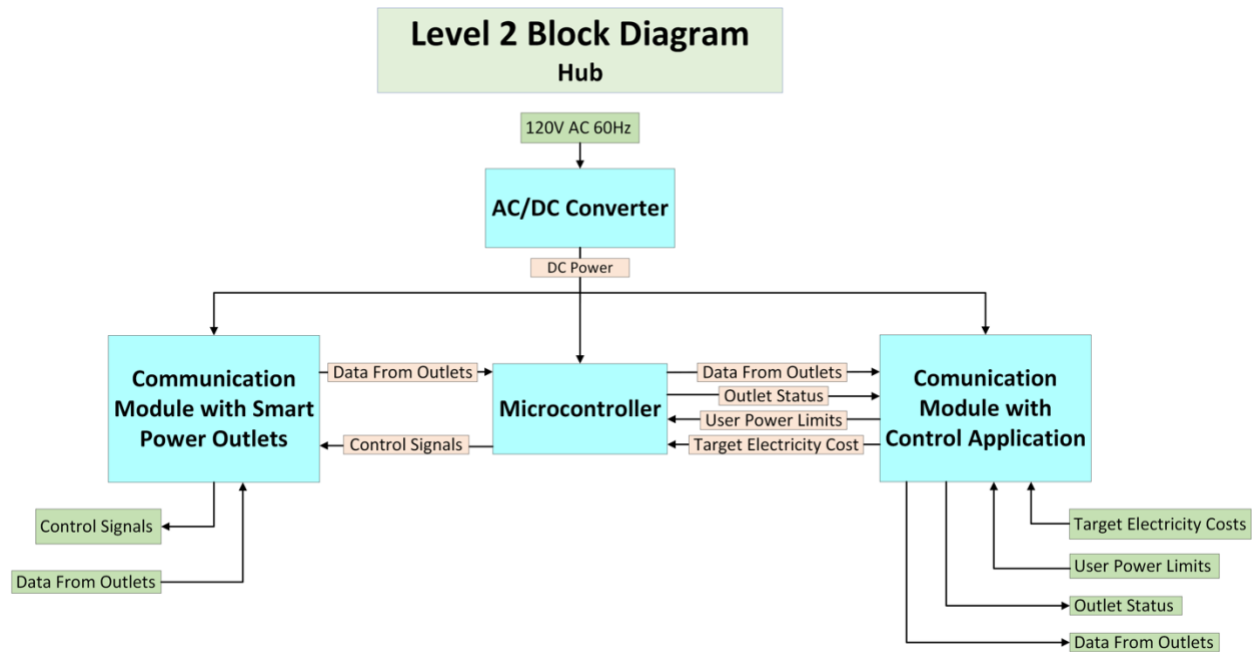 Level 2 Block Diagram
Hub
120V AC 60Hz
AC/DC Converter
DC Power
Communication
Module with Smart
Power Outlets
Data From Outlets
Control Signals
Microcontroller
Data From Outlets
Outlet Status
User Power Limits
Target Electricity Cost
Comunication
Module with
Control Application
Control Signals
Data From Outlets
Target Electricity Costs
User Power Limits
Outlet Status
Data From Outlets